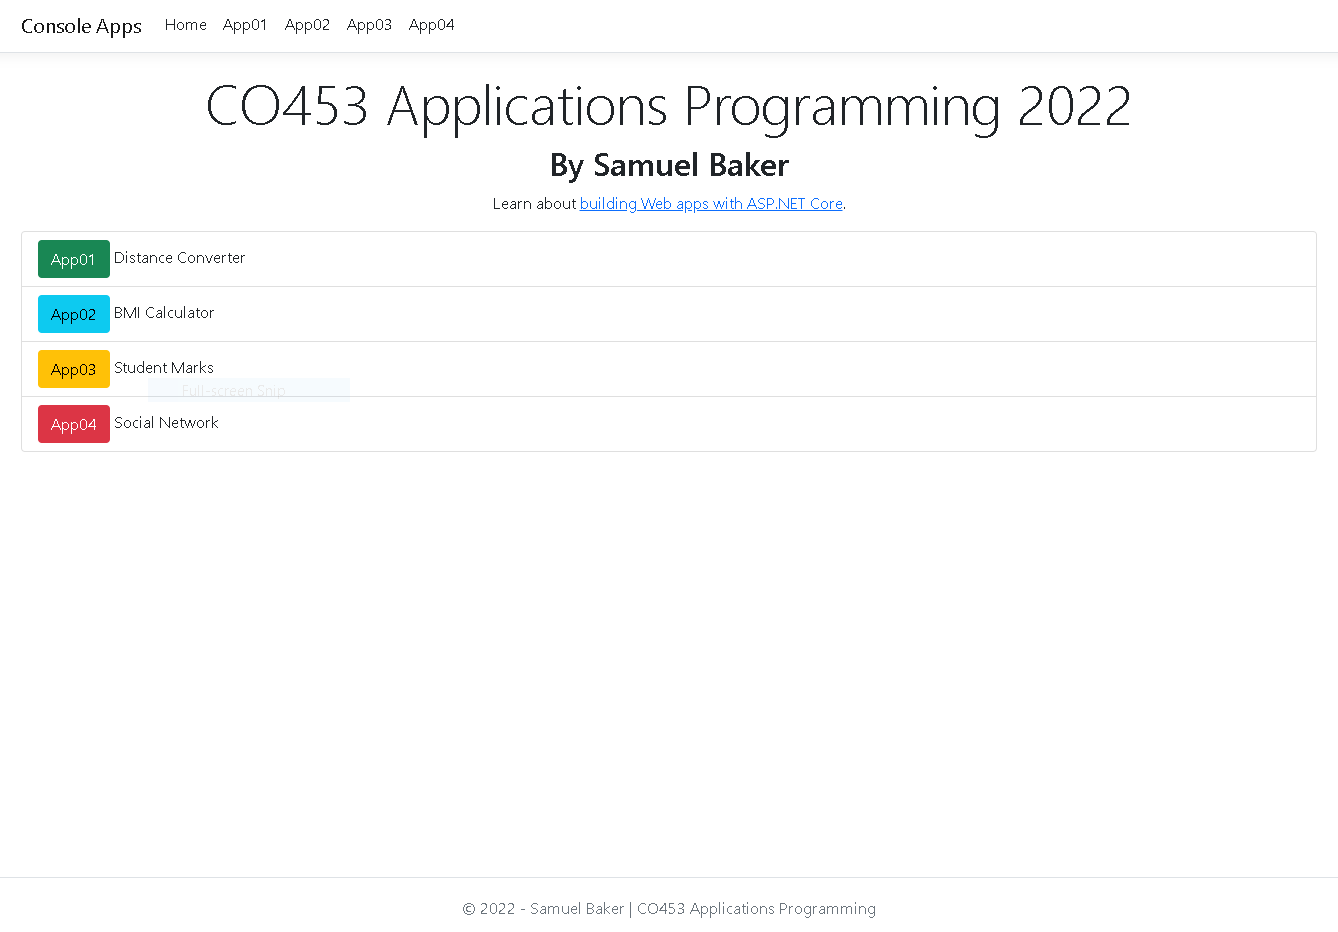 Console Apps Home App01 App02 App03 App04
CO453 Applications Programming 2022
By Samuel Baker
Learn about building Web apps with ASP.NET Core.
App01 Distance Converter
App02 BMI Calculator
App03 Student Marks
Full-screen Snip
App04 Social Network
© 2022 - Samuel Baker | CO453 Applications Programming